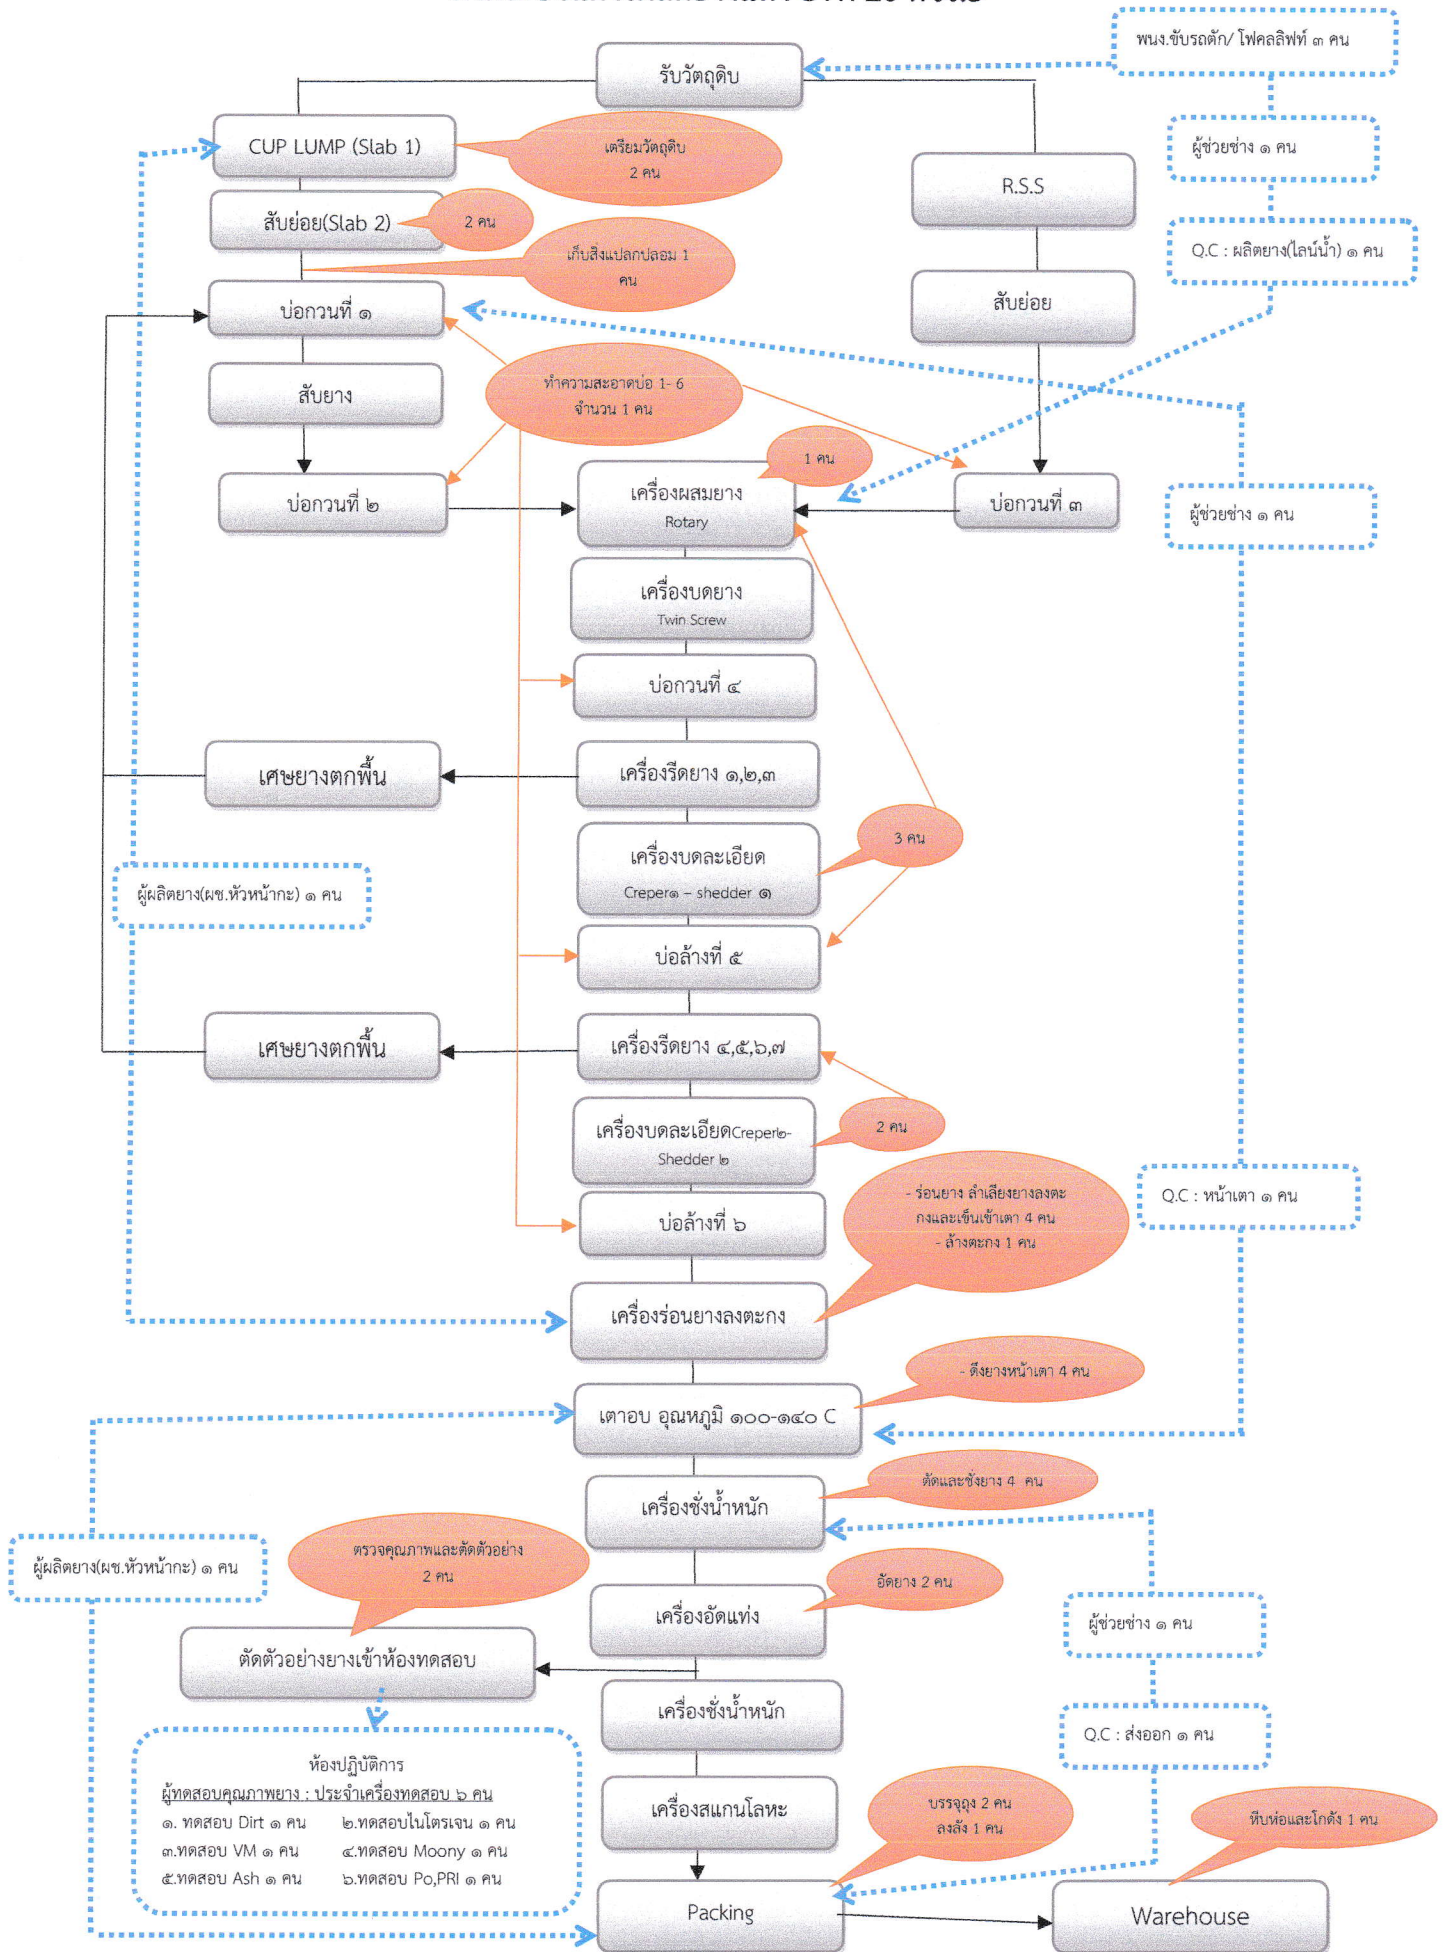 พนง.ขับรถตัก/ โฟคลลิฟท์ ๓ คน
รับวัตถุดิบ
CUP LUMP (Slab 1)
เตรียมวัตถุดิบ
2 คน
ผู้ช่วยช่าง ๑ คน
R.S.S
สับย่อย(Slab 2)
2 คน
Q.C : ผลิตยาง(ไลน์น้ำ) ๑ คน
เก็บสิ่งแปลกปลอม 1
คน
บ่อกวนที่ ๑
สับย่อย
สับยาง
ทำความสะอาดบ่อ 1- 6
จำนวน 1 คน
1 คน
บ่อกวนที่ ๒
เครื่องผสมยาง
Rotary
บ่อกวนที่ ๓
ผู้ช่วยช่าง ๑ คน
เครื่องบดยาง
Twin Screw
บ่อกวนที่ ๔
เศษยางตกพื้น
เครื่องรีดยาง ๑,๒,๓
3 คน
เครื่องบดละเอียด
Creper๑ – shedder ๑
ผู้ผลิตยาง(ผช.หัวหน้ากะ) ๑ คน
บ่อล้างที่ ๕
เศษยางตกพื้น
เครื่องรีดยาง ๔,๕,๖,๗
เครื่องบดละเอียดCreper๒-
Shedder ๒
2 คน
- ร่อนยาง ลำเลียงยางลงตะ
กงและเข็นเข้าเตา 4 คน
- ล้างตะกง 1 คน
Q.C : หน้าเตา ๑ คน
บ่อล้างที่ ๖
เครื่องร่อนยางลงตะกง
- ดึงยางหน้าเตา 4 คน
เตาอบ อุณหภูมิ ๑๐๐-๑๔๐ C
ตัดและชั่งยาง 4 คน
เครื่องชั่งน้ำหนัก
ผู้ผลิตยาง(ผช.หัวหน้ากะ) ๑ คน
ตรวจคุณภาพและตัดตัวอย่าง
2 คน
อัดยาง 2 คน
เครื่องอัดแท่ง
ผู้ช่วยช่าง ๑ คน
ตัดตัวอย่างยางเข้าห้องทดสอบ
เครื่องชั่งน้ำหนัก
Q.C : ส่งออก ๑ คน
ห้องปฏิบัติการ
ผู้ทดสอบคุณภาพยาง : ประจำเครื่องทดสอบ ๖ คน
๑. ทดสอบ Dirt ๑ คน ๒.ทดสอบไนโตรเจน ๑ คน
๓.ทดสอบ VM ๑ คน ๔.ทดสอบ Moony ๑ คน
๕.ทดสอบ Ash ๑ คน ๖.ทดสอบ Po,PRI ๑ คน
เครื่องสแกนโลหะ
บรรจุถุง 2 คน
ลงลัง 1 คน
หีบห่อและโกดัง 1 คน
Packing
Warehouse